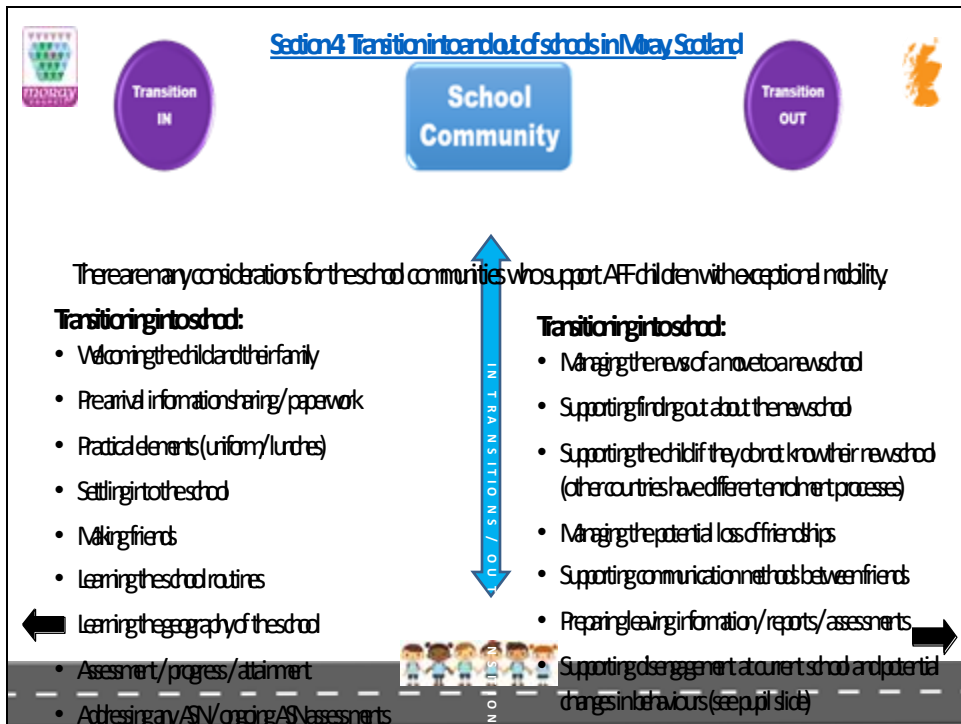 Section 4: Transition into and out of schools in Moray, Scotland
moray
COUNCIL
Transition
IN
School
Community
Transition
OUT
There are many considerations for the school communities who support AFF children with exceptional mobility.
Transitioning into school:
• Welcoming the child and their family
• Pre arrival information sharing / paperwork
• Practical elements (uniform / lunches)
• Settling into the school
• Making friends
• Learning the school routines
• Learning the geography of the school
• Assessment / progress / attainment
• Addressing any ASN / ongoing ASN assessments
IN TRANSITIONS / OUT
NSITION
Transitioning into school:
• Managing the news of a move to a new school
• Supporting finding out about the new school
• Supporting the child if they do not know their new school
(other countries have different enrolment processes)
• Managing the potential loss of friendships
• Supporting communication methods between friends
• Preparing leaving information / reports / assessments
• Supporting disengagement at current school and potential
changes in behaviours (see pupil slide)